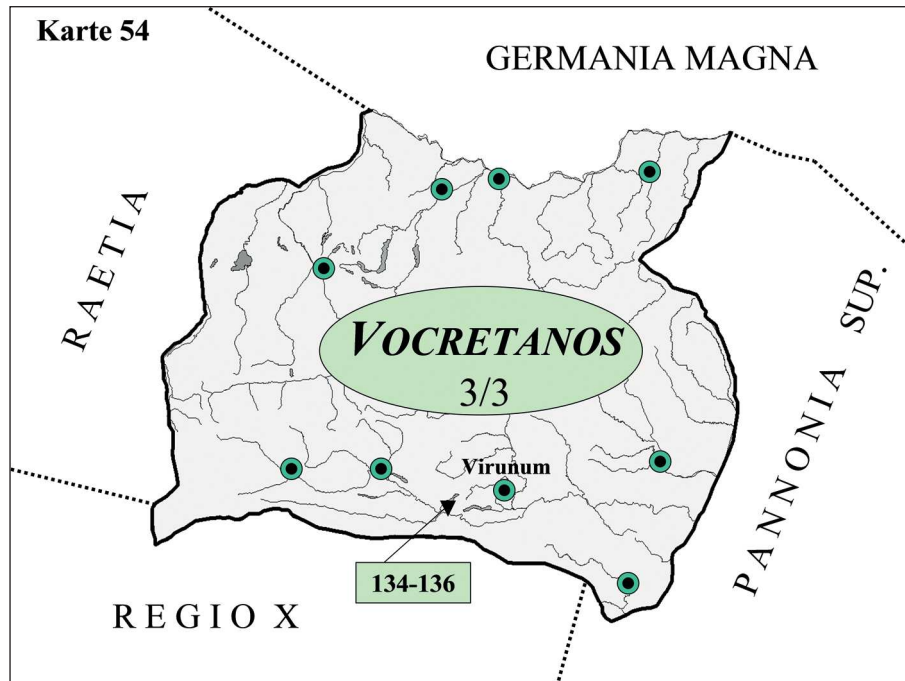 Karte 54
GERMANIA MAGNA
RAETIA
PANNONIA SUP.
VOCRETANOS
3/3
Virunum
134-136
REGIO X